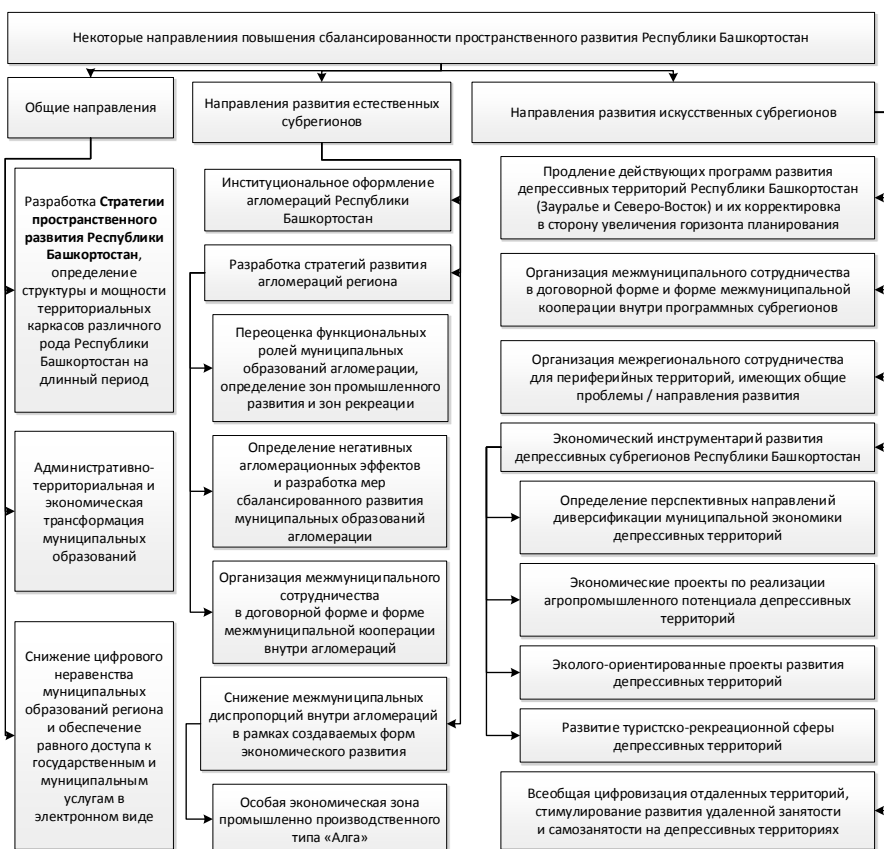 Некоторые направлениия повышения сбалансированности пространственного развития Республики Башкортостан
Общие направления
Разработка Стратегии
пространственного
развития Республики
Башкортостан,
определение
структуры и мощности
территориальных
каркасов различного
рода Республики
Башкортостан на
длинный период
Административно-
территориальная и
экономическая
трансформация
муниципальных
образований
Снижение цифрового
неравенства
муниципальных
образований региона
и обеспечение
равного доступа к
государственным и
муниципальным
услугам в
электронном виде
Направления развития естественных
субрегионов
Институциональное оформление
агломераций Республики
Башкортостан
Разработка стратегий развития
агломераций региона
Переоценка функциональных
ролей муниципальных
образований агломерации,
определение зон промышленного
развития и зон рекреации
Определение негативных
агломерационных эффектов
и разработка мер
сбалансированного развития
муниципальных образований
агломерации
Организация межмуниципального
сотрудничества
в договорной форме и форме
межмуниципальной кооперации
внутри агломераций
Снижение межмуниципальных
диспропорций внутри агломераций
в рамках создаваемых форм
экономического развития
Особая экономическая зона
промышленно производственного
типа «Алга»
Направления развития искусственных субрегионов
Продление действующих программ развития
депрессивных территорий Республики Башкортостан
(Зауралье и Северо-Восток) и их корректировка
в сторону увеличения горизонта планирования
Организация межмуниципального сотрудничества
в договорной форме и форме межмуниципальной
кооперации внутри программных субрегионов
Организация межрегионального сотрудничества
для периферийных территорий, имеющих общие
проблемы / направления развития
Экономический инструментарий развития
депрессивных субрегионов Республики Башкортостан
Определение перспективных направлений
диверсификации муниципальной экономики
депрессивных территорий
Экономические проекты по реализации
агропромышленного потенциала депрессивных
территорий
Эколого-ориентированные проекты развития
депрессивных территорий
Развитие туристско-рекреационной сферы
депрессивных территорий
Всеобщая цифровизация отдаленных территорий,
стимулирование развития удаленной занятости
и самозанятости на депрессивных территориях